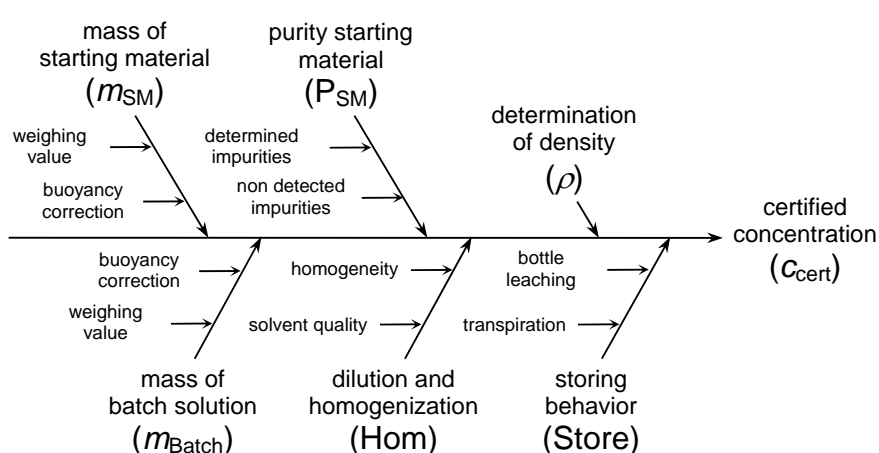 mass of
starting material
(mSM)
purity starting
material
(PSM)
determination
of density
(ρ)
weighing
value
buoyancy
correction
determined
impurities
non detected
impurities
certified
concentration
(ccert)
buoyancy
correction
weighing
value
homogeneity
solvent quality
bottle
leaching
transpiration
mass of
batch solution
(mBatch)
dilution and
homogenization
(Hom)
storing
behavior
(Store)